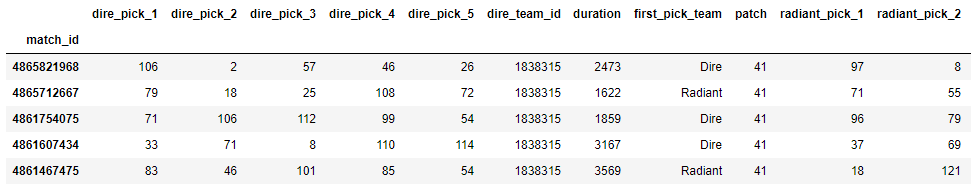 dire_pick_1 dire_pick_2 dire_pick_3 dire_pick_4 dire_pick_5 dire_team_id duration first_pick_team patch radiant_pick_1 radiant_pick_2
match_id
4865821968 106 2 57 46 26 1838315 2473 Dire 41 97 8
4865712667 79 18 25 108 72 1838315 1622 Radiant 41 71 55
4861754075 71 106 112 99 54 1838315 1859 Dire 41 96 79
4861607434 33 71 8 110 114 1838315 3167 Dire 41 37 69
4861467475 83 46 101 85 54 1838315 3569 Radiant 41 18 121